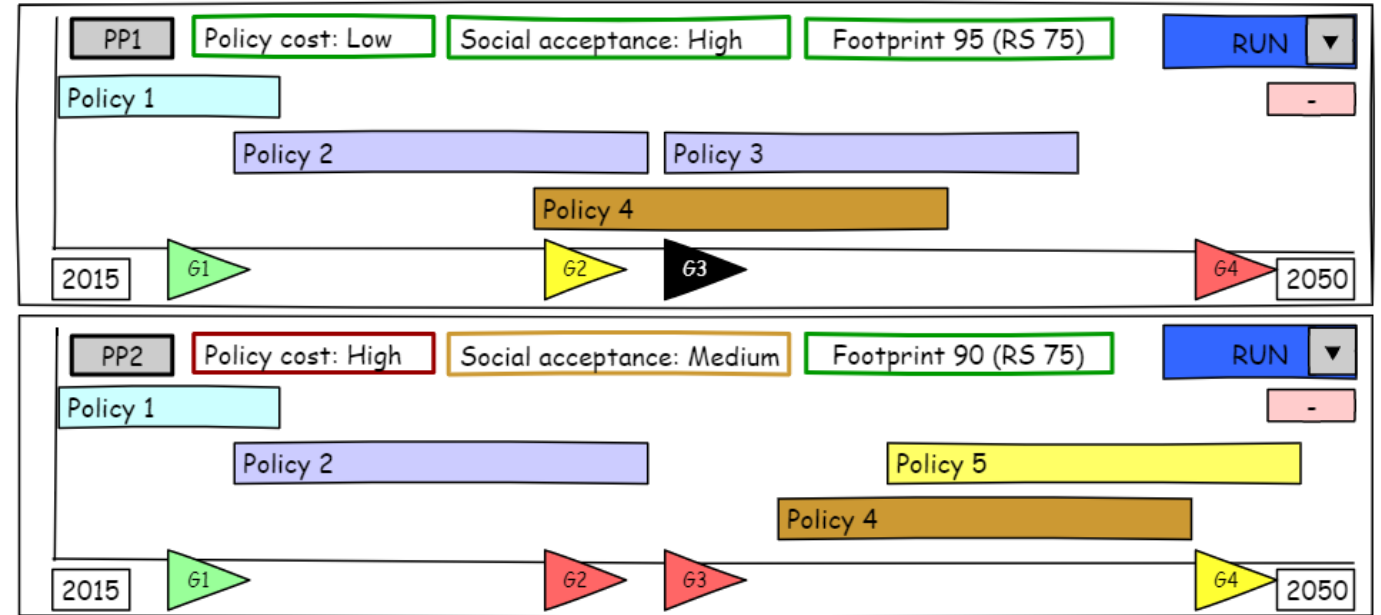 PP1 Policy cost: Low Social acceptance: High Footprint 95 (RS 75) RUN ▼
Policy 1 -
Policy 2 Policy 3
Policy 4
2015 G1 G2 G3 G4 2050
PP2 Policy cost: High Social acceptance: Medium Footprint 90 (RS 75) RUN ▼
Policy 1 -
Policy 2 Policy 5
Policy 4
2015 G1 G2 G3 G4 2050